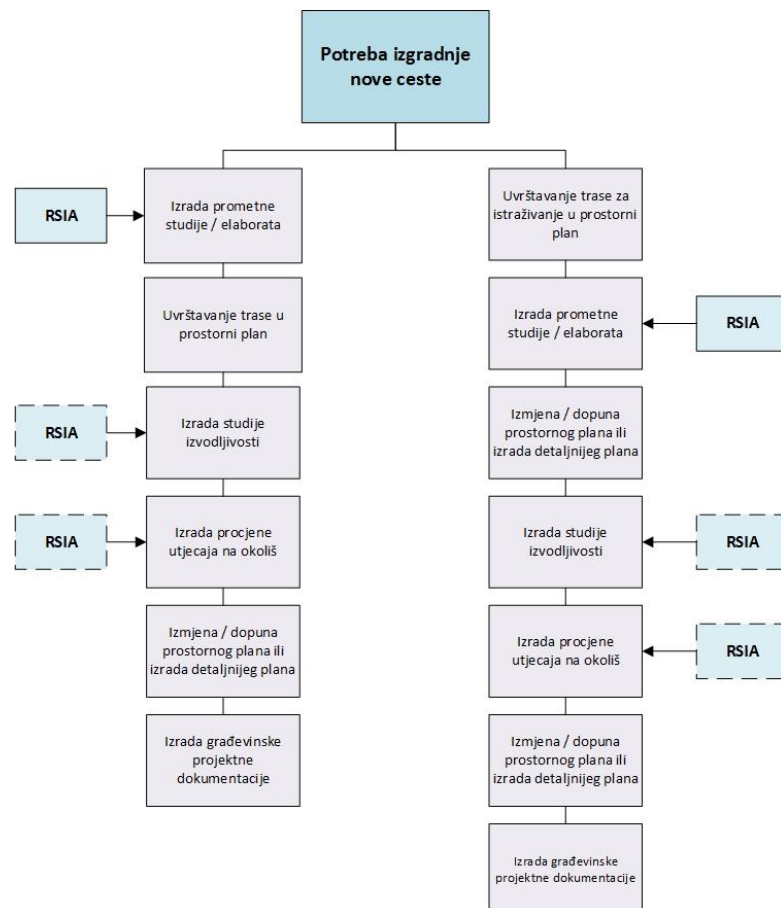 Potreba izgradnje
nove ceste
RSIA
Izrada prometne
studije / elaborata
Uvrštavanje trase u
prostorni plan
RSIA
Izrada studije
izvodljivosti
RSIA
Izrada procjene
utjecaja na okoliš
Izmjena / dopuna
prostornog plana ili
izrada detaljnijeg plana
Izrada građevinske
projektne
dokumentacije
Uvrštavanje trase za
istraživanje u prostorni
plan
Izrada prometne
studije / elaborata
RSIA
Izmjena / dopuna
prostornog plana ili
izrada detaljnijeg plana
Izrada studije
izvodljivosti
RSIA
Izrada procjene
utjecaja na okoliš
RSIA
Izmjena / dopuna
prostornog plana ili
izrada detaljnijeg plana
Izrada građevinske
projektne dokumentacije